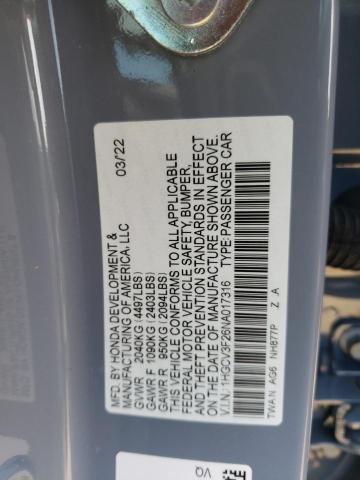 MFD. BY HONDA DEVELOPMENT & 03/22
MANUFACTURING OF AMERICA, LLC
GVWR 2040KG (4497LBS)
GAWR F 1090KG (2403LBS)
GAWR R 950KG (2094LBS)
THIS VEHICLE CONFORMS TO ALL APPLICABLE
FEDERAL MOTOR VEHICLE SAFETY, BUMPER,
AND THEFT PREVENTION STANDARDS IN EFFECT
ON THE DATE OF MANUFACTURE SHOWN ABOVE.
V.I.N.: 1HGCV3F26NA017316 TYPE:PASSENGER CAR
TWAN AG6 NH877P Z A
VQ